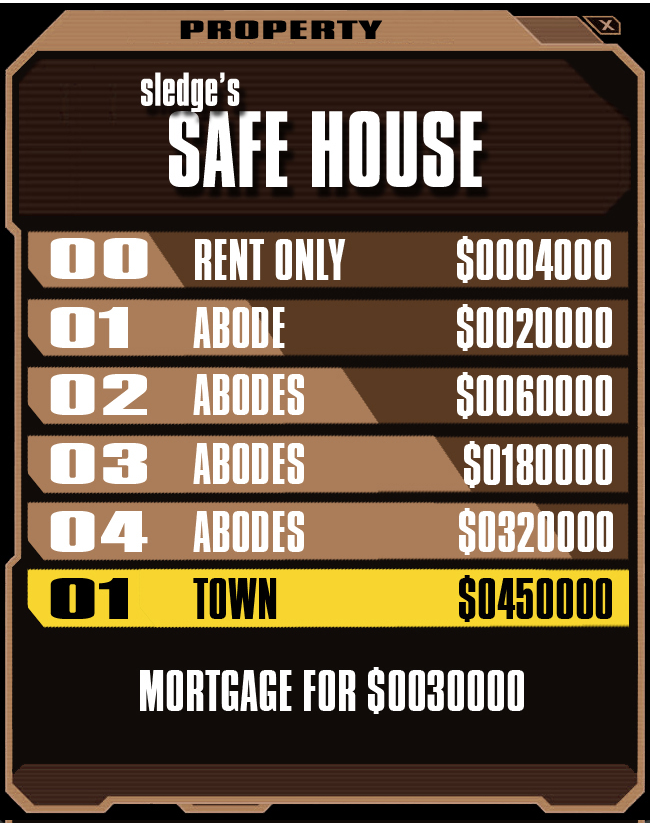 PROPERTY
X
sledge's
SAFE HOUSE
00 RENT ONLY $0004000
01 ABODE $0020000
02 ABODES $0060000
03 ABODES $0180000
04 ABODES $0320000
01 TOWN $0450000
MORTGAGE FOR $0030000